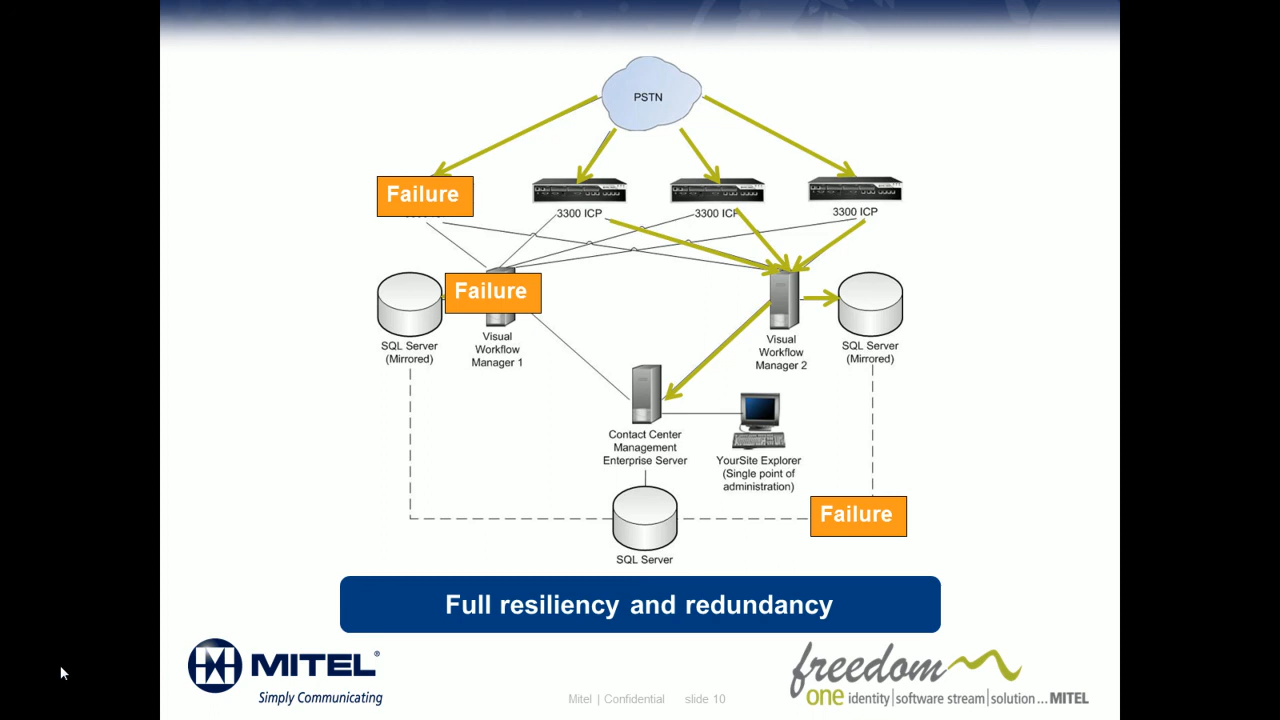 PSTN
Failure
3300 ICP
3300 ICP
3300 ICP
Failure
SQL Server
(Mirrored)
Visual
Workflow
Manager 1
Visual
Workflow
Manager 2
SQL Server
(Mirrored)
Contact Center
Management
Enterprise Server
YourSite Explorer
(Single point of
administration)
Failure
SQL Server
Full resiliency and redundancy
MITEL®
Simply Communicating
Mitel | Confidential slide 10
freedom
one identity|software stream|solution ... MITEL